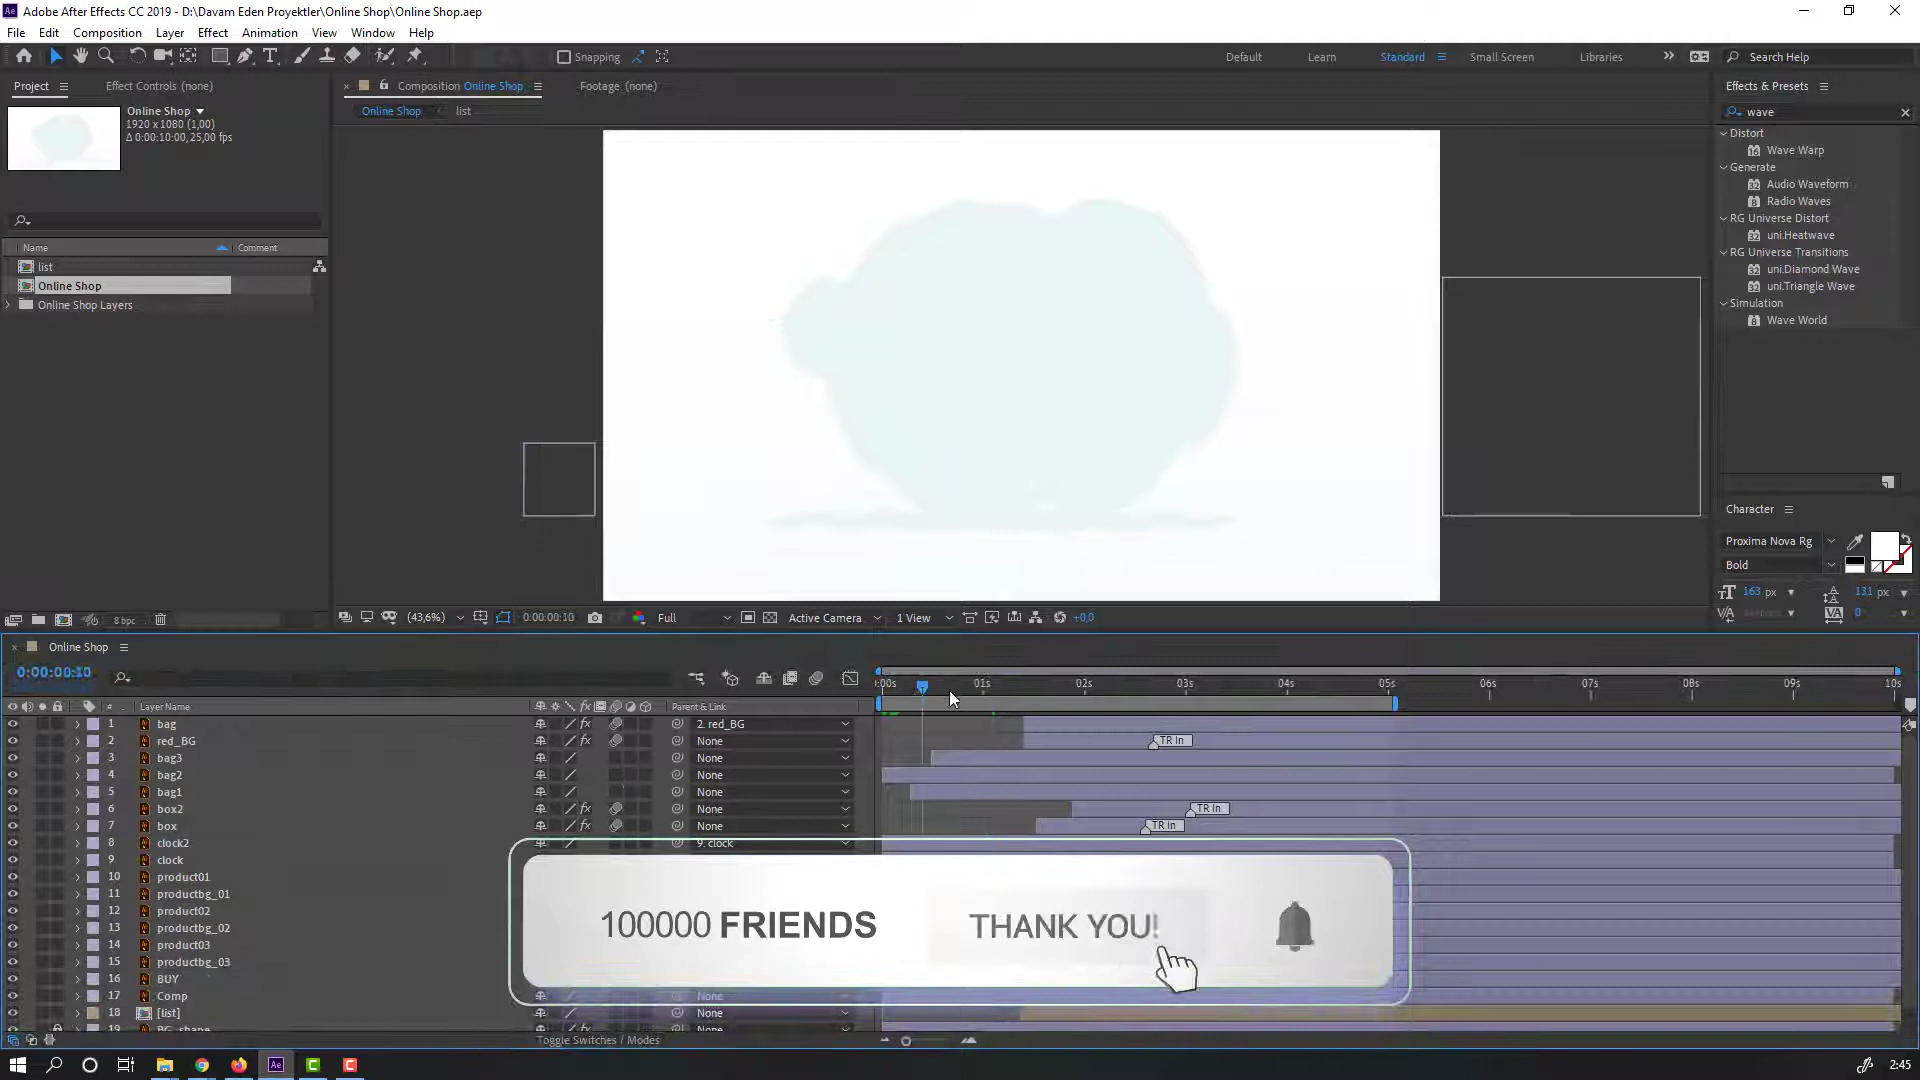 Adobe After Effects CC 2019 - D:\Davam Eden Proyektler\Online Shop\Online Shop.aep
File Edit Composition Layer Effect Animation View Window Help
Snapping
Default Learn Standard Small Screen Libraries Search Help
Project Effect Controls (none)
Composition Online Shop Footage (none)
Effects & Presets
Online Shop
1920 x 1080 (1,00)
Δ 0:00:10:00, 25,00 fps
Online Shop list
wave
Distort
Wave Warp
Generate
Audio Waveform
Radio Waves
RG Universe Distort
uni.Heatwave
RG Universe Transitions
uni.Diamond Wave
uni.Triangle Wave
Simulation
Wave World
Name Comment
list
Online Shop
Online Shop Layers
Character
Proxima Nova Rg
Bold
163 px 131 px
0
8 bpc
(43,6%) 0:00:00:10 Full Active Camera 1 View +0,0
Online Shop
0:00:00:10
:00s 01s 02s 03s 04s 05s 06s 07s 08s 09s 10s
# Layer Name Parent & Link
1 bag 2. red_BG
2 red_BG None TR In
3 bag3 None
4 bag2 None
5 bag1 None
6 box2 None TR In
7 box None TR In
8 clock2 9. clock
9 clock
10 product01
11 productbg_01
12 product02
13 productbg_02
14 product03
15 productbg_03
16 BUY
17 Comp None
18 [list] None
19 BG_shape None
100000 FRIENDS THANK YOU!
Toggle Switches / Modes
2:45